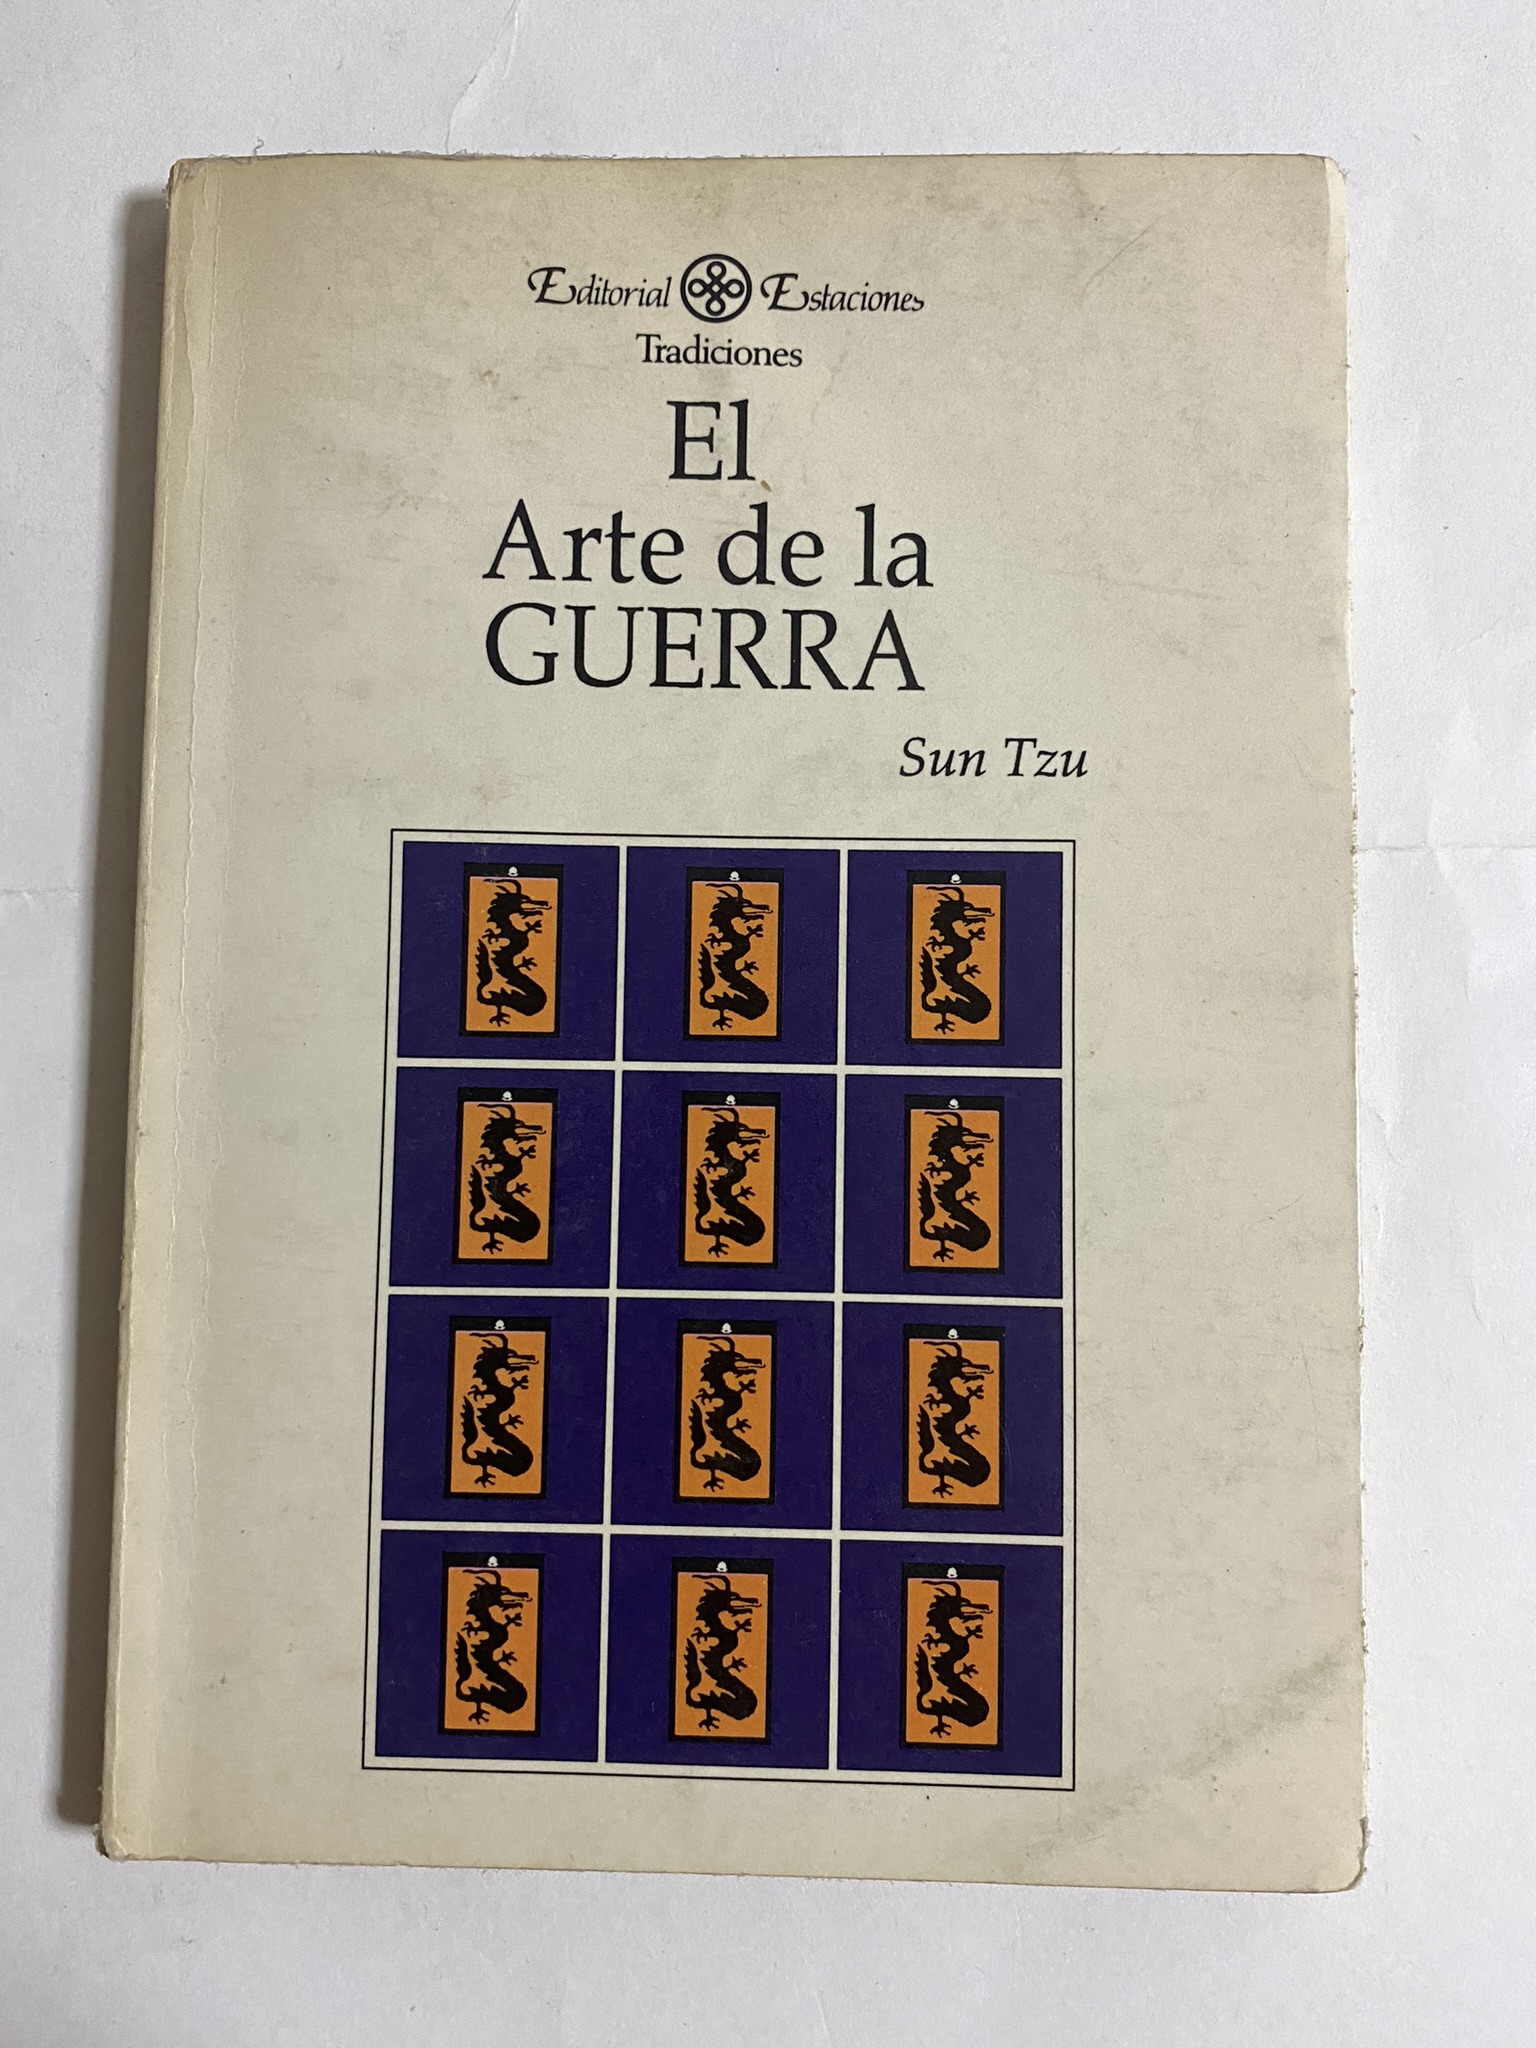 Editorial Estaciones
Tradiciones
El
Arte de la
GUERRA
Sun Tzu